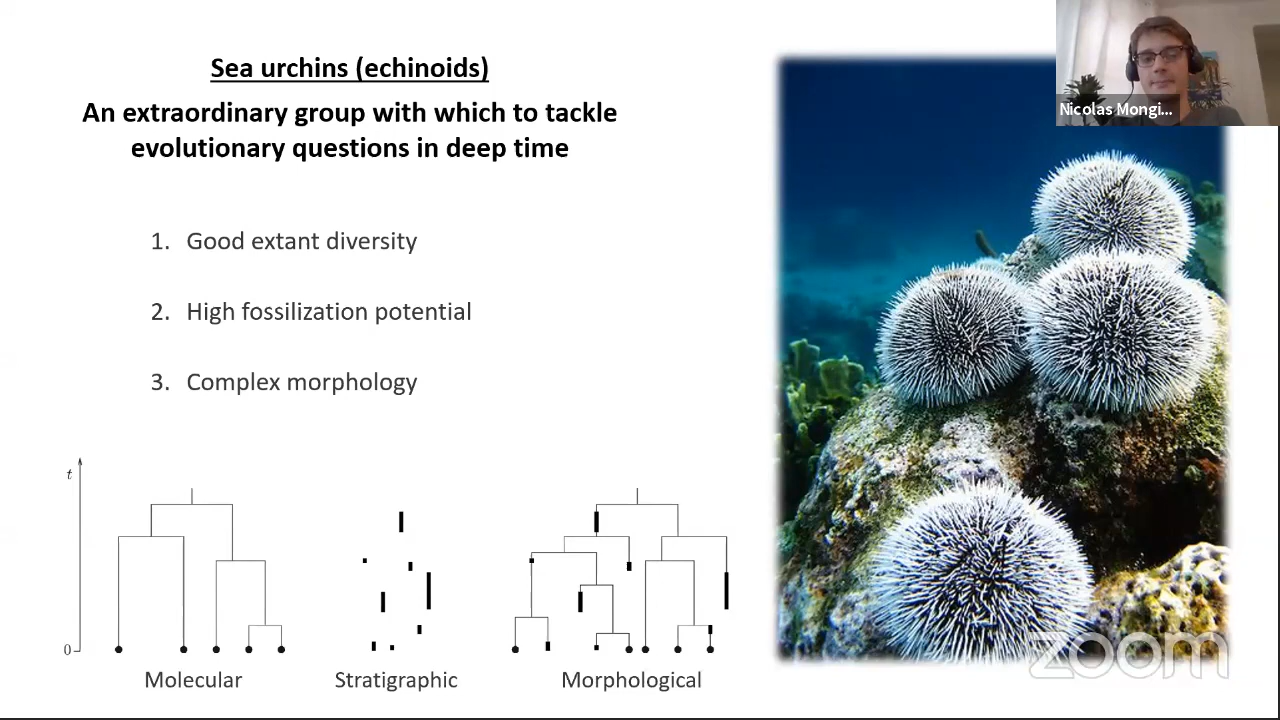 Sea urchins (echinoids)
An extraordinary group with which to tackle
evolutionary questions in deep time
Nicolas Mongi...
1. Good extant diversity
2. High fossilization potential
3. Complex morphology
t
0
Molecular Stratigraphic Morphological
zoom